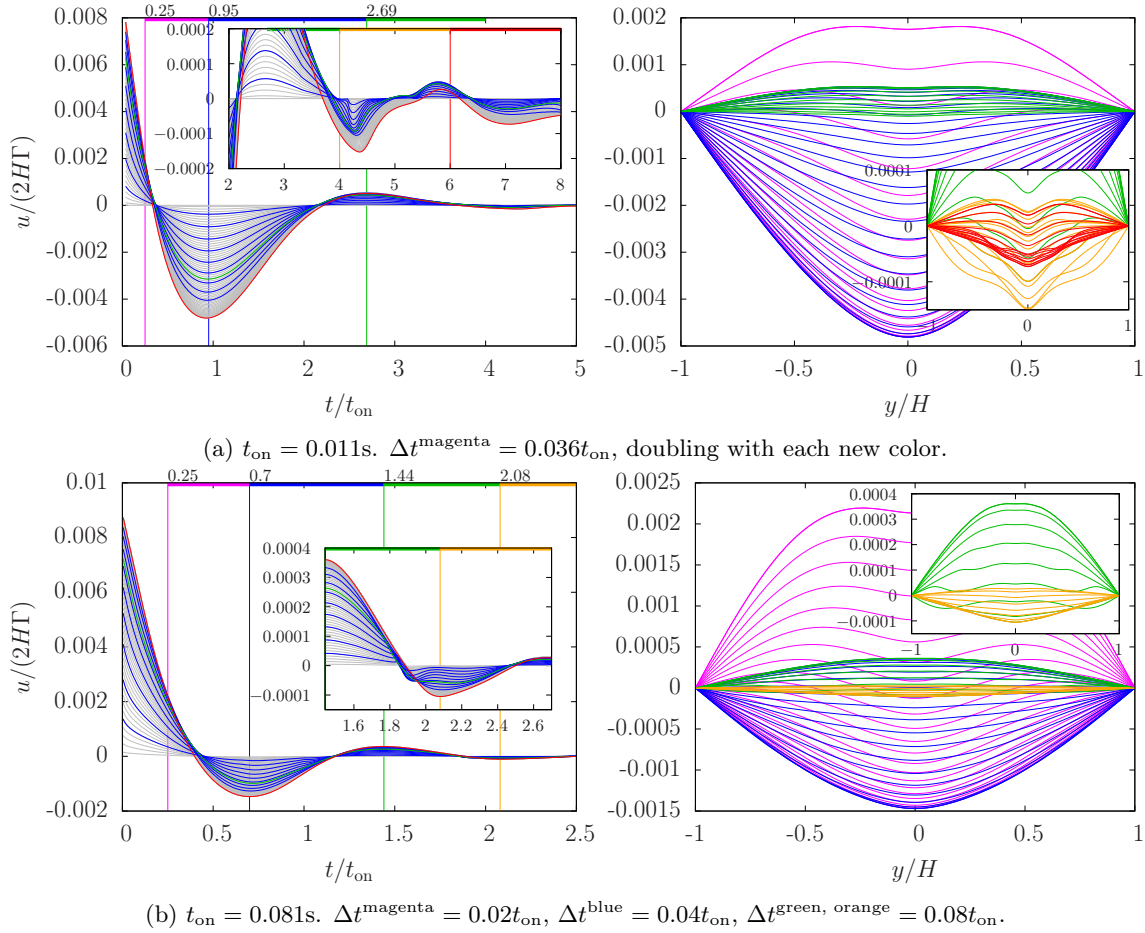 0.25 0.95 2.69
0.008
0.006
0.004
0.002
0
-0.002
-0.004
-0.006
u/(2HΓ)
0 1 2 3 4 5
t/t_on
0.0002
0.0001
0
−0.0001
−0.0002
2 3 4 5 6 7 8
0.002
0.001
0
-0.001
-0.002
-0.003
-0.004
-0.005
-1 -0.5 0 0.5 1
y/H
0.0001
0
−0.0001
-1 0 1
(a) t_on = 0.011s. Δt^magenta = 0.036t_on, doubling with each new color.
0.25 0.7 1.44 2.08
0.01
0.008
0.006
0.004
0.002
0
-0.002
u/(2HΓ)
0 0.5 1 1.5 2 2.5
t/t_on
0.0004
0.0003
0.0002
0.0001
0
−0.0001
1.6 1.8 2 2.2 2.4 2.6
0.0025
0.002
0.0015
0.001
0.0005
0
-0.0005
-0.001
-0.0015
-1 -0.5 0 0.5 1
y/H
0.0004
0.0003
0.0002
0.0001
0
−0.0001
−1 0 1
(b) t_on = 0.081s. Δt^magenta = 0.02t_on, Δt^blue = 0.04t_on, Δt^green, orange = 0.08t_on.